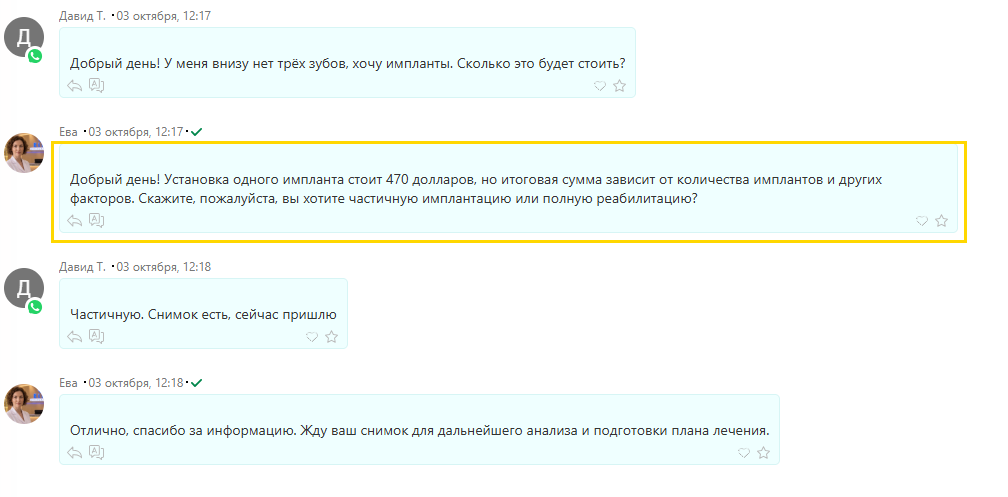 Давид Т. • 03 октября, 12:17
Д
Добрый день! У меня внизу нет трёх зубов, хочу импланты. Сколько это будет стоить?
Ева • 03 октября, 12:17 •
Добрый день! Установка одного импланта стоит 470 долларов, но итоговая сумма зависит от количества имплантов и других
факторов. Скажите, пожалуйста, вы хотите частичную имплантацию или полную реабилитацию?
Давид Т. • 03 октября, 12:18
Д
Частичную. Снимок есть, сейчас пришлю
Ева • 03 октября, 12:18 •
Отлично, спасибо за информацию. Жду ваш снимок для дальнейшего анализа и подготовки плана лечения.